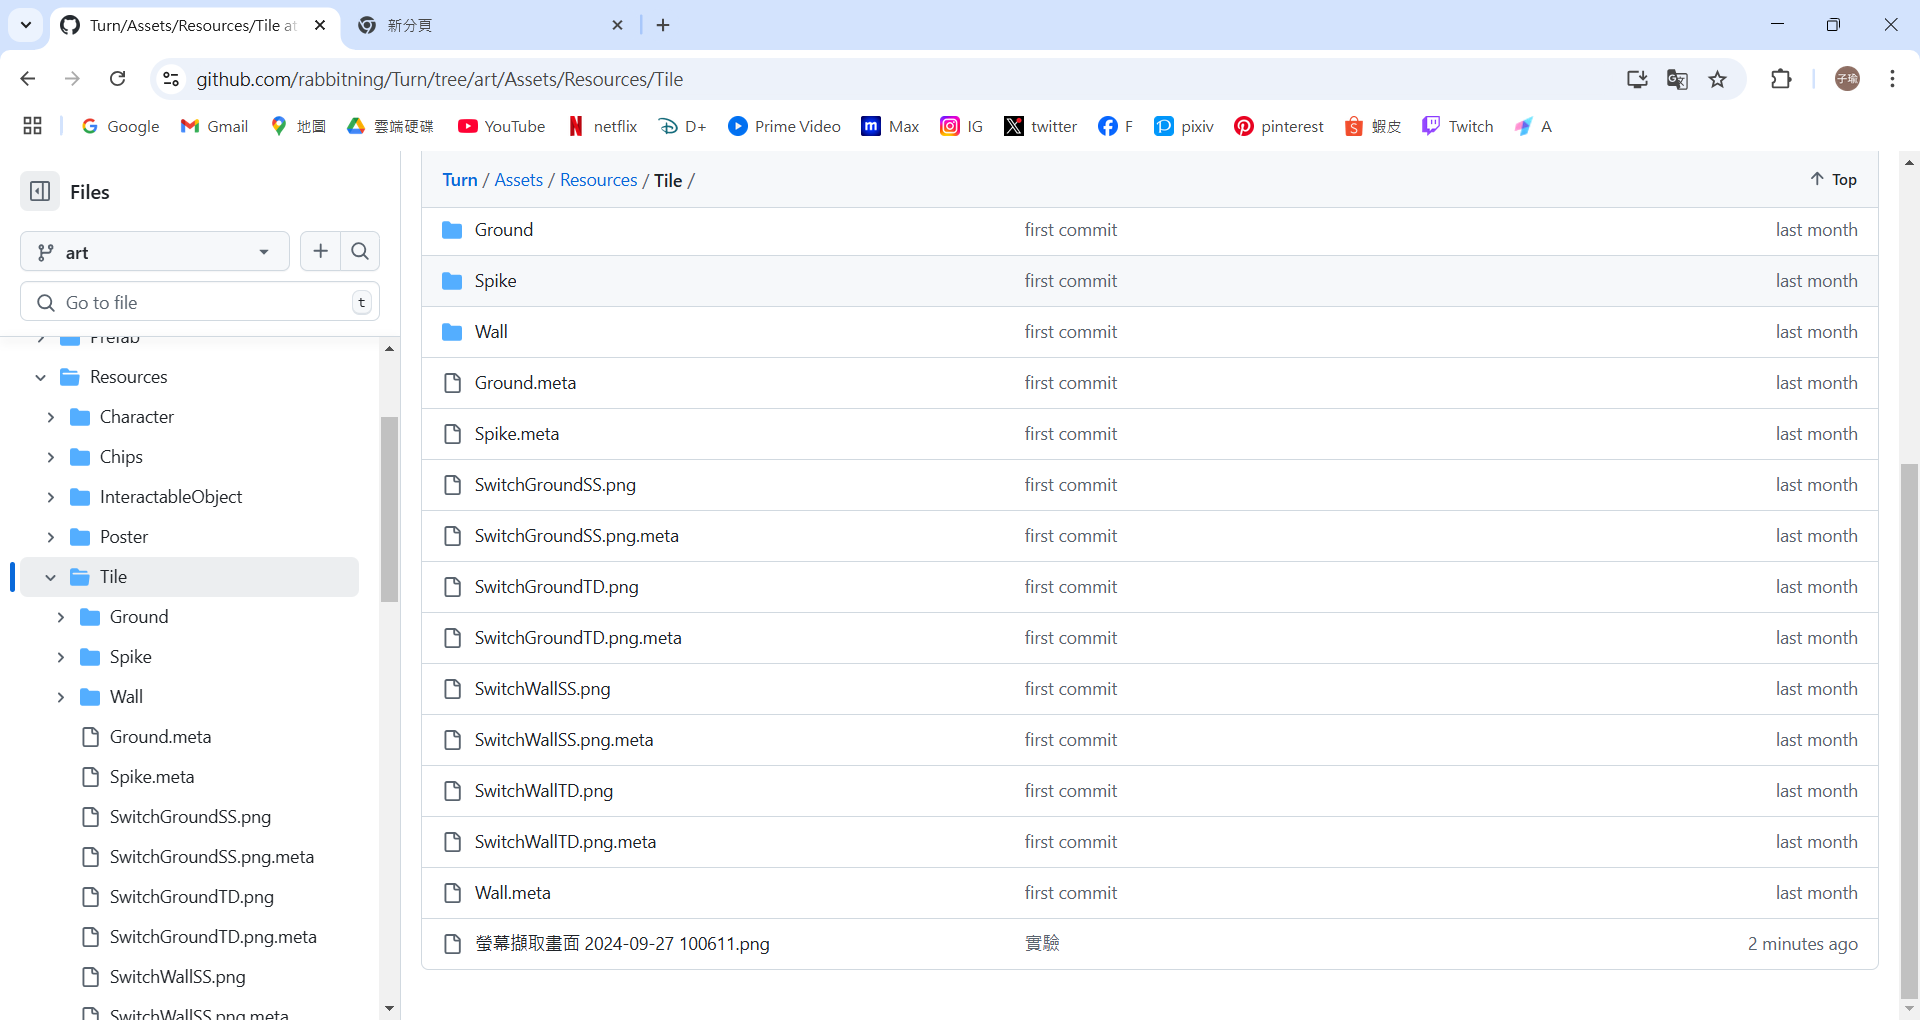 Turn/Assets/Resources/Tile at
新分頁
github.com/rabbitning/Turn/tree/art/Assets/Resources/Tile
子瑜
Google
Gmail
地圖
雲端硬碟
YouTube
netflix
D+
Prime Video
Max
IG
twitter
F
pixiv
pinterest
蝦皮
Twitch
A
Files
art
Go to file
t
Prefab
Resources
Character
Chips
InteractableObject
Poster
Tile
Ground
Spike
Wall
Ground.meta
Spike.meta
SwitchGroundSS.png
SwitchGroundSS.png.meta
SwitchGroundTD.png
SwitchGroundTD.png.meta
SwitchWallSS.png
SwitchWallSS.png.meta
Turn / Assets / Resources / Tile /
Top
Ground first commit last month
Spike first commit last month
Wall first commit last month
Ground.meta first commit last month
Spike.meta first commit last month
SwitchGroundSS.png first commit last month
SwitchGroundSS.png.meta first commit last month
SwitchGroundTD.png first commit last month
SwitchGroundTD.png.meta first commit last month
SwitchWallSS.png first commit last month
SwitchWallSS.png.meta first commit last month
SwitchWallTD.png first commit last month
SwitchWallTD.png.meta first commit last month
Wall.meta first commit last month
螢幕擷取畫面 2024-09-27 100611.png 實驗 2 minutes ago